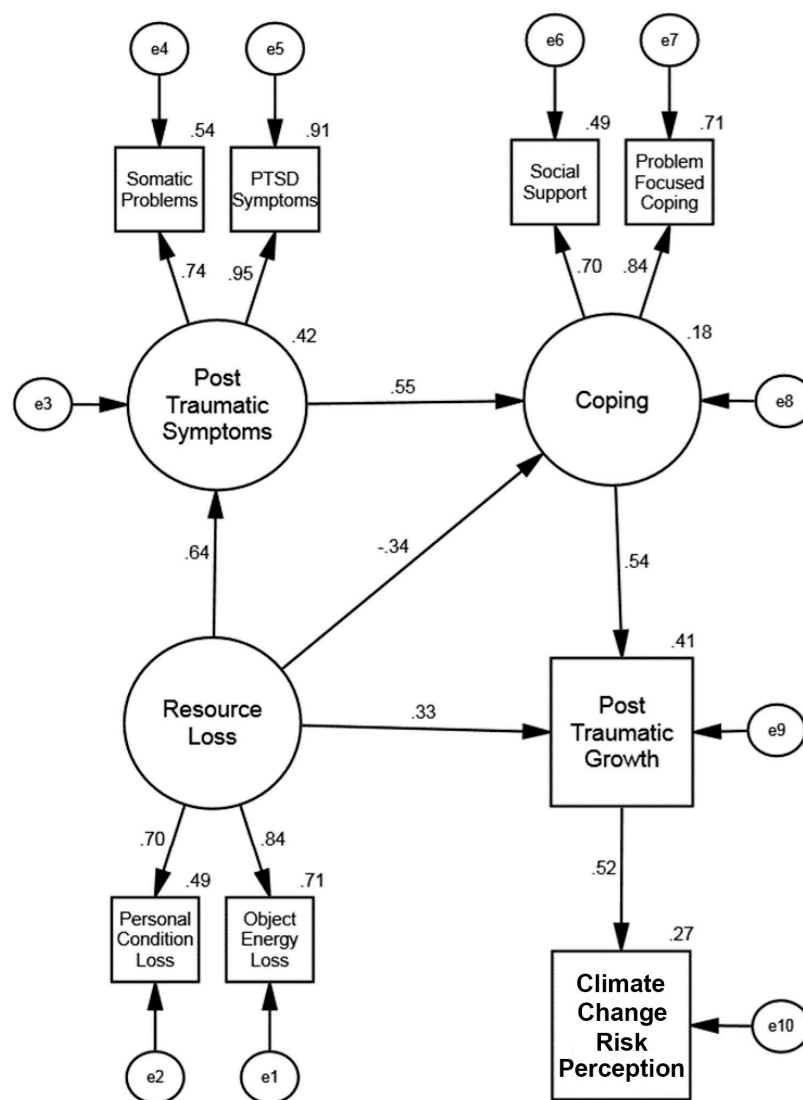 e4
e5
e6
e7
.54
.91
.49
.71
Somatic
Problems
PTSD
Symptoms
Social
Support
Problem
Focused
Coping
.74
.95
.70
.84
.42
.18
e3
Post
Traumatic
Symptoms
.55
Coping
e8
.64
-.34
.54
.41
Resource
Loss
.33
Post
Traumatic
Growth
e9
.70
.84
.49
.71
.52
Personal
Condition
Loss
Object
Energy
Loss
.27
Climate
Change
Risk
Perception
e10
e2
e1